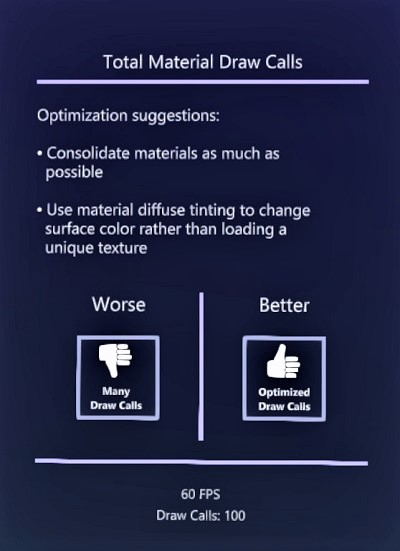 Total Material Draw Calls
Optimization suggestions:
• Consolidate materials as much as
possible
• Use material diffuse tinting to change
surface color rather than loading a
unique texture
Worse
Better
Many
Draw Calls
Optimized
Draw Calls
60 FPS
Draw Calls: 100